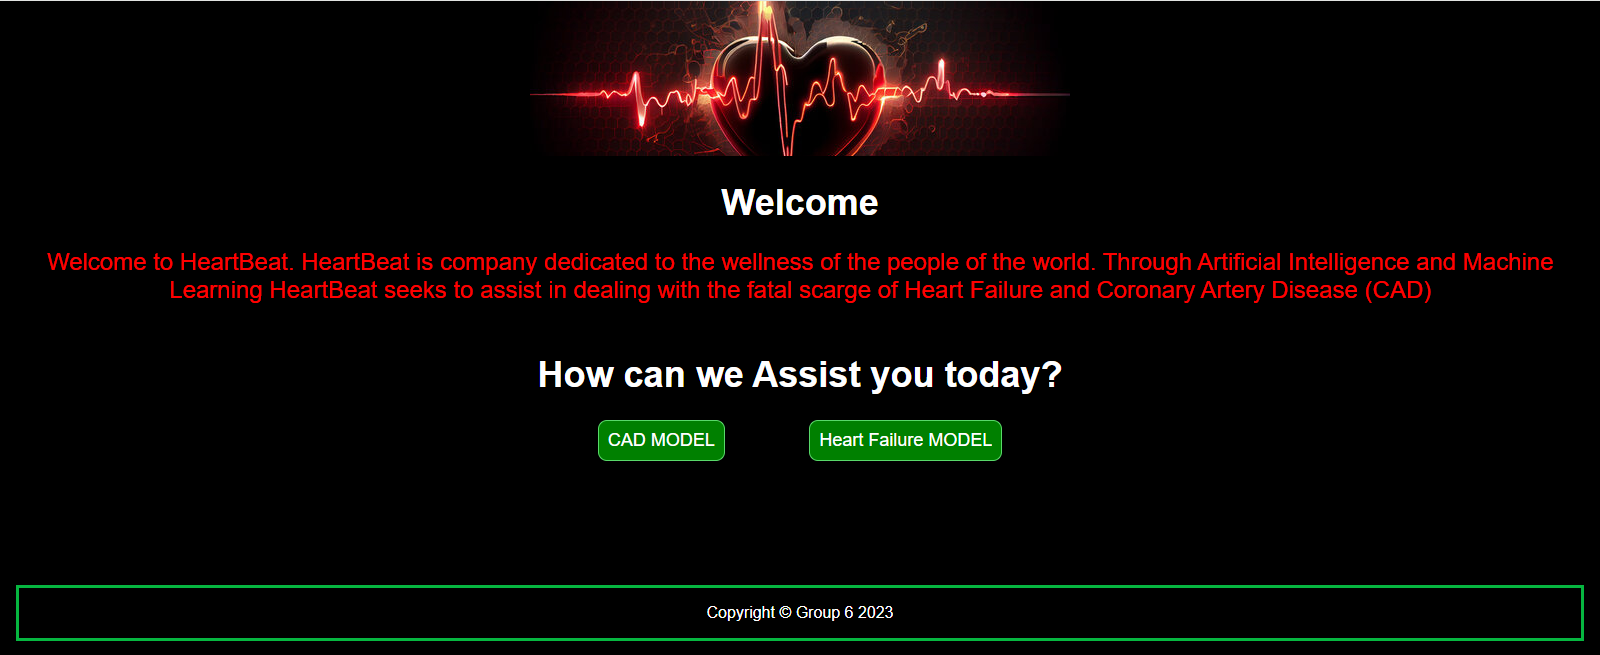 Welcome
Welcome to HeartBeat. HeartBeat is company dedicated to the wellness of the people of the world. Through Artificial Intelligence and Machine
Learning HeartBeat seeks to assist in dealing with the fatal scarge of Heart Failure and Coronary Artery Disease (CAD)
How can we Assist you today?
CAD MODEL
Heart Failure MODEL
Copyright © Group 6 2023